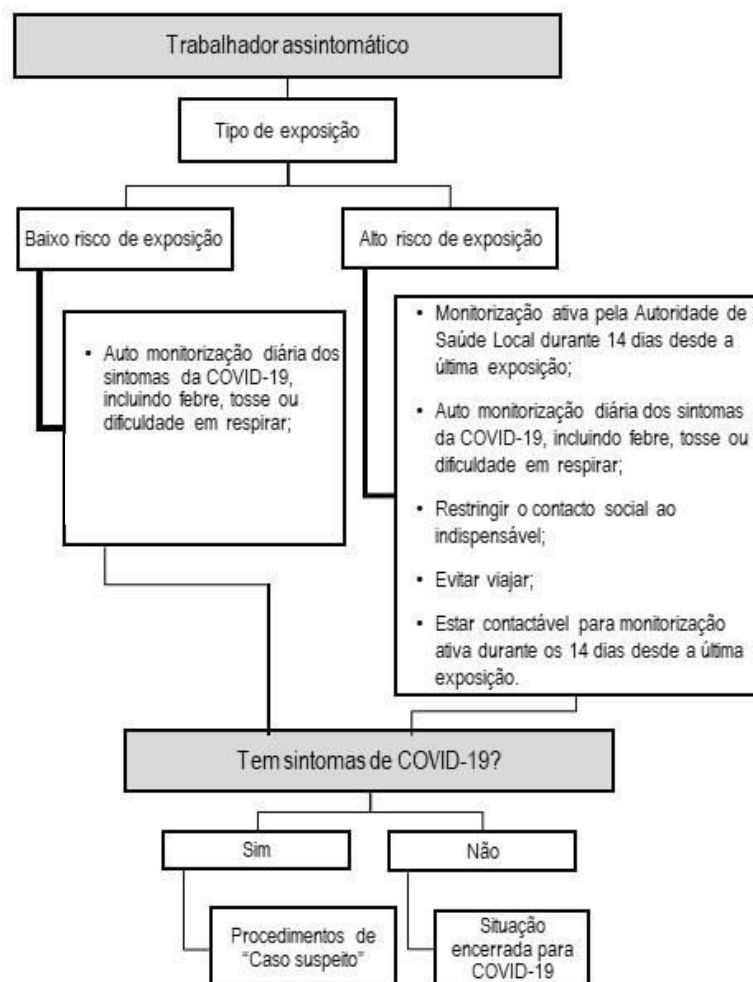 Trabalhador assintomático
Tipo de exposição
Baixo risco de exposição
Alto risco de exposição
• Auto monitorização diária dos
sintomas da COVID-19,
incluindo febre, tosse ou
dificuldade em respirar;
• Monitorização ativa pela Autoridade de
Saúde Local durante 14 dias desde a
última exposição;
• Auto monitorização diária dos sintomas
da COVID-19, incluindo febre, tosse ou
dificuldade em respirar;
• Restringir o contacto social ao
indispensável;
• Evitar viajar;
• Estar contactável para monitorização
ativa durante os 14 dias desde a última
exposição.
Tem sintomas de COVID-19?
Sim
Não
Procedimentos de
“Caso suspeito”
Situação
encerrada para
COVID-19